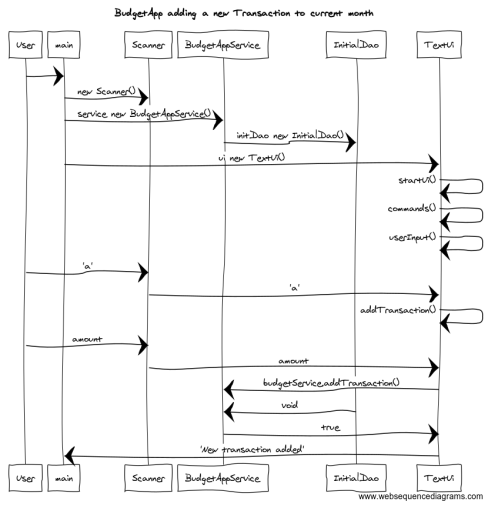 BudgetApp adding a new Transaction to current month
User main Scanner BudgetAppService InitialDao TextUi
new Scanner()
service new BudgetAppService()
initDao new InitialDao()
ui new TextUi()
startUi()
commands()
userInput()
'a'
'a'
addTransaction()
amount
amount
budgetService.addTransaction()
void
true
'New transaction added'
User main Scanner BudgetAppService InitialDao TextUi
www.websequencediagrams.com